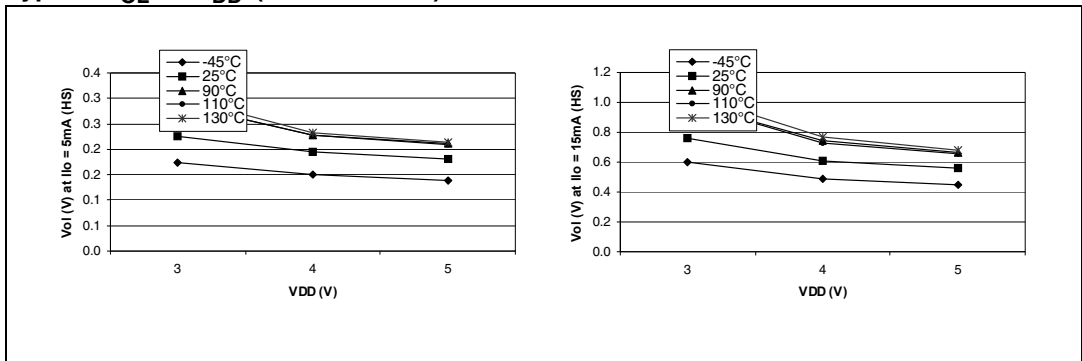 -45°C
25°C
90°C
110°C
130°C
0.4
0.3
0.3
0.2
0.2
0.1
0.1
0.0
3
4
5
VDD (V)
Vol (V) at Ilo = 5mA (HS)
-45°C
25°C
90°C
110°C
130°C
1.2
1.0
0.8
0.6
0.4
0.2
0.0
3
4
5
VDD (V)
Vol (V) at Ilo = 15mA (HS)